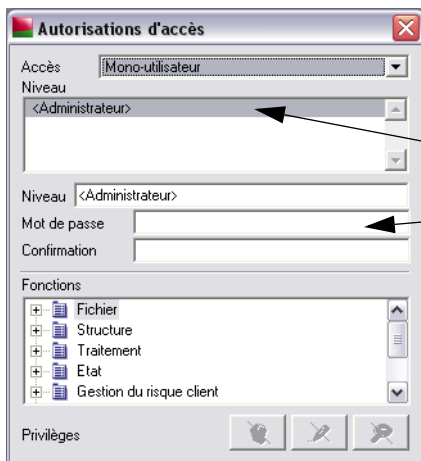 Autorisations d'accès
Accès Mono-utilisateur
Niveau
<Administrateur>
Niveau <Administrateur>
Mot de passe
Confirmation
Fonctions
Fichier
Structure
Traitement
Etat
Gestion du risque client
Privilèges